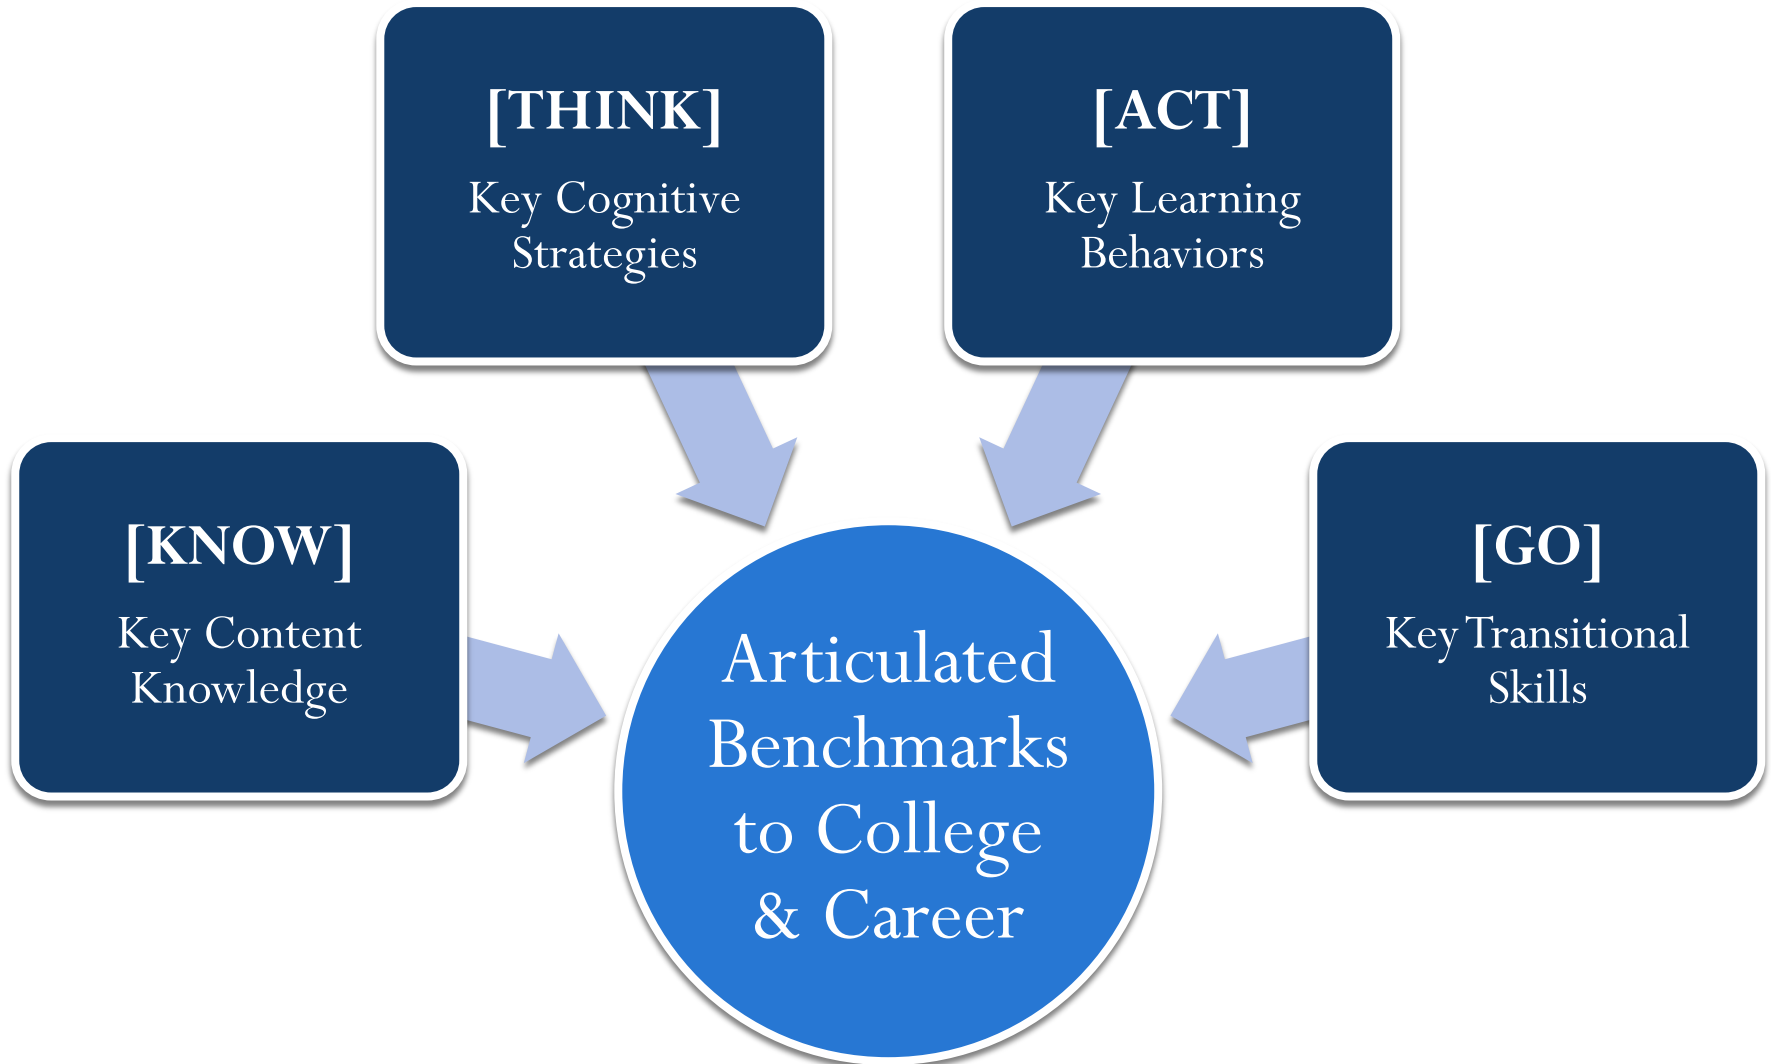 [THINK]
Key Cognitive
Strategies
[ACT]
Key Learning
Behaviors
[KNOW]
Key Content
Knowledge
[GO]
Key Transitional
Skills
Articulated
Benchmarks
to College
& Career